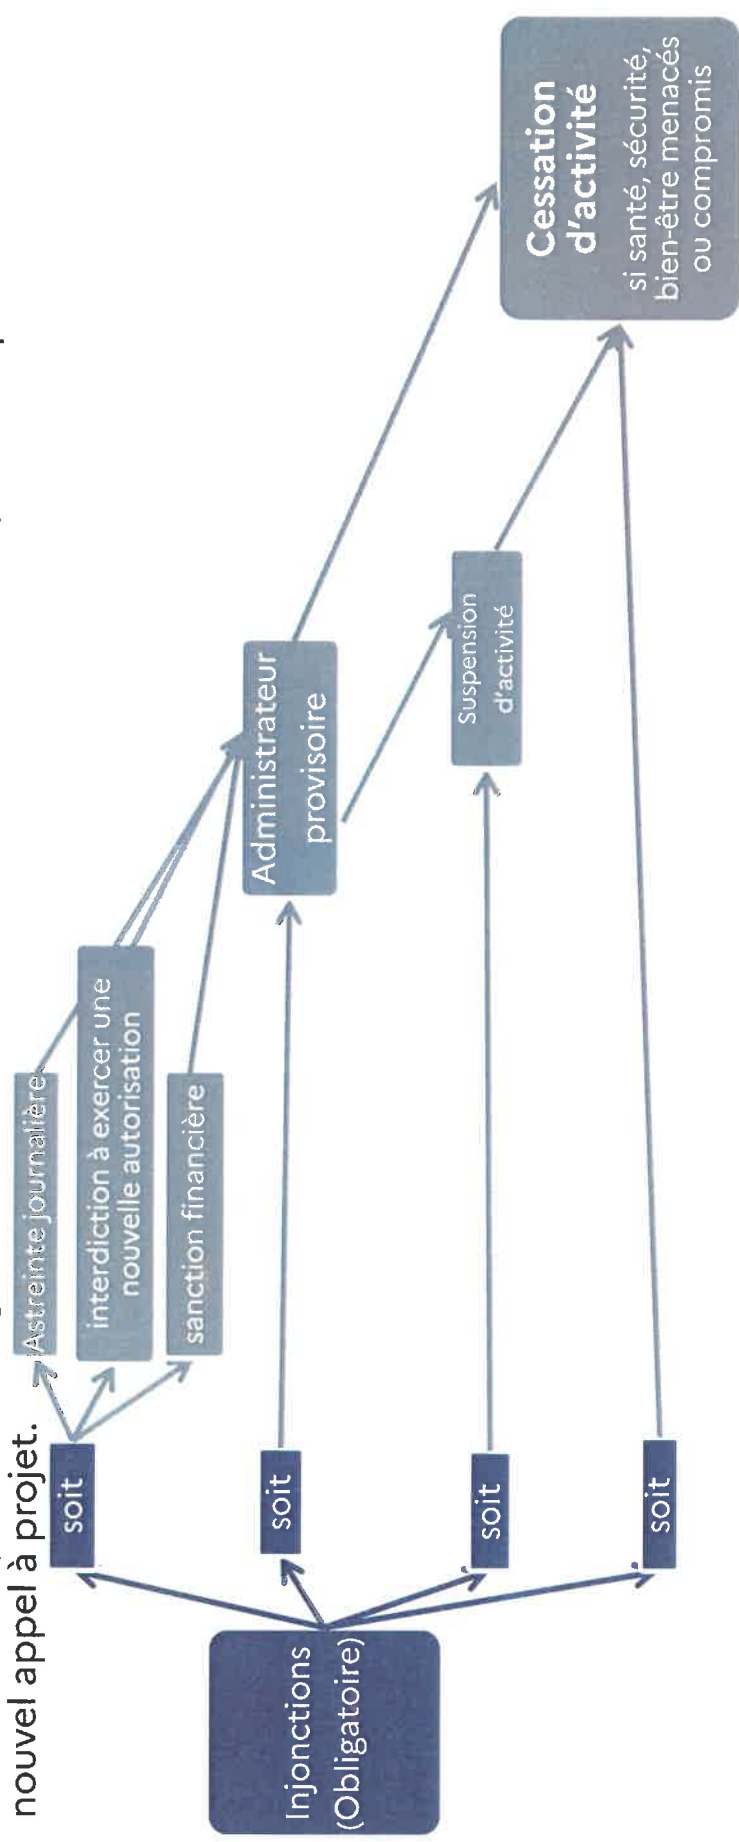 nouvel appel à projet.
Injonctions
(Obligatoire)
soit
soit
soit
soit
Astreinte journalière
interdiction à exercer une
nouvelle autorisation
sanction financière
Administrateur
provisoire
Suspension
d'activité
Cessation
d'activité
si santé, sécurité,
bien-être menacés
ou compromis